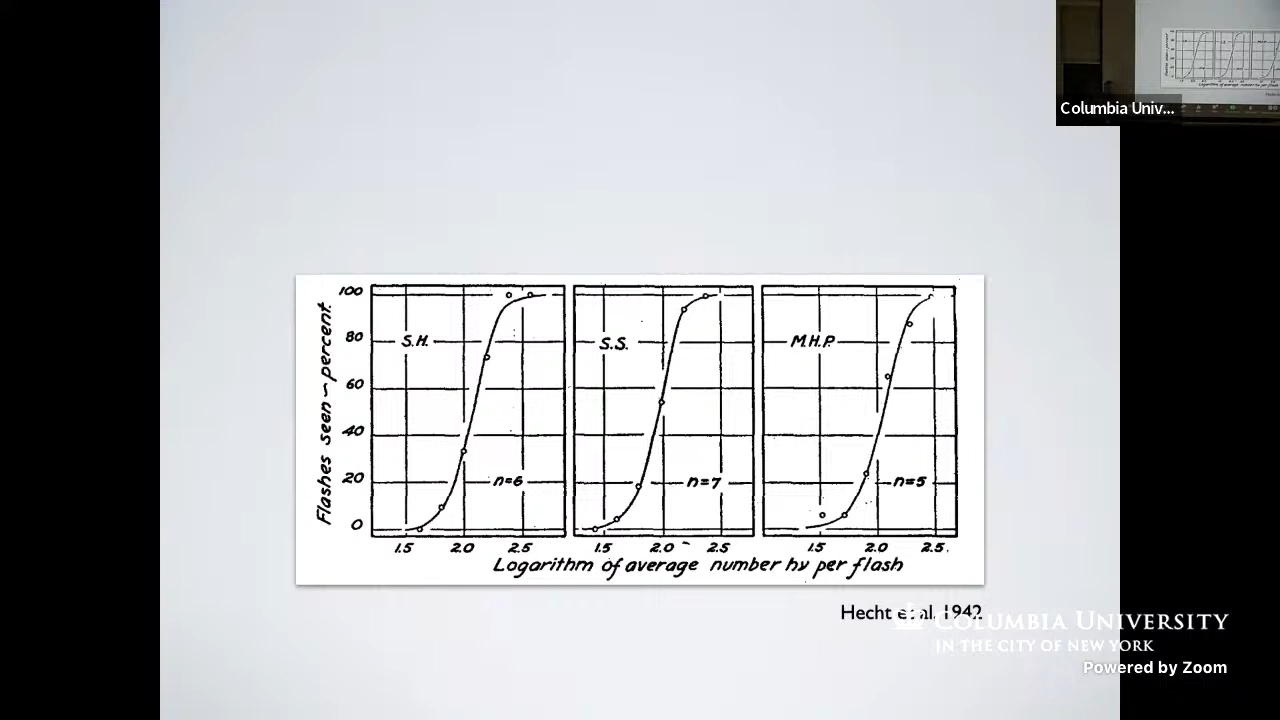 Columbia Univ...
100
80
60
40
20
0
Flashes seen - percent
S.H.
n=6
S.S.
n=7
M.H.P.
n=5
1.5 2.0 2.5 1.5 2.0 2.5 1.5 2.0 2.5
Logarithm of average number hν per flash
Hecht et al. 1942
COLUMBIA UNIVERSITY
IN THE CITY OF NEW YORK
Powered by Zoom